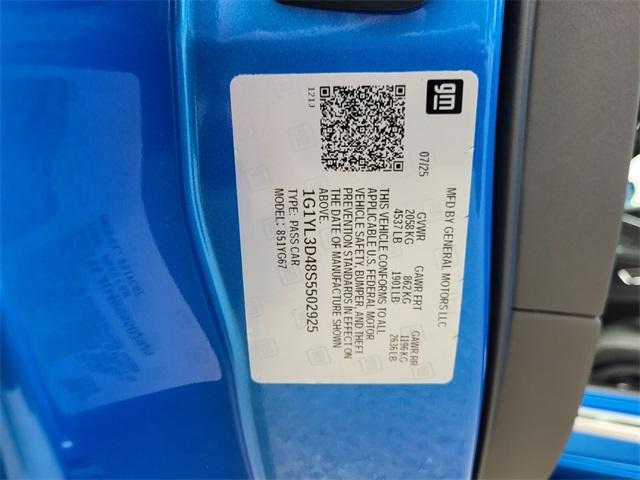 gm
MFD BY GENERAL MOTORS LLC
07/25
GVWR GAWR FRT GAWR RR
2058 KG 862 KG 1196 KG
4537 LB 1901 LB 2636 LB
THIS VEHICLE CONFORMS TO ALL
APPLICABLE U.S. FEDERAL MOTOR
VEHICLE SAFETY, BUMPER, AND THEFT
PREVENTION STANDARDS IN EFFECT ON
THE DATE OF MANUFACTURE SHOWN
ABOVE.
1G1YL3D48S5502925
TYPE: PASS CAR
MODEL: 851YG67
1213